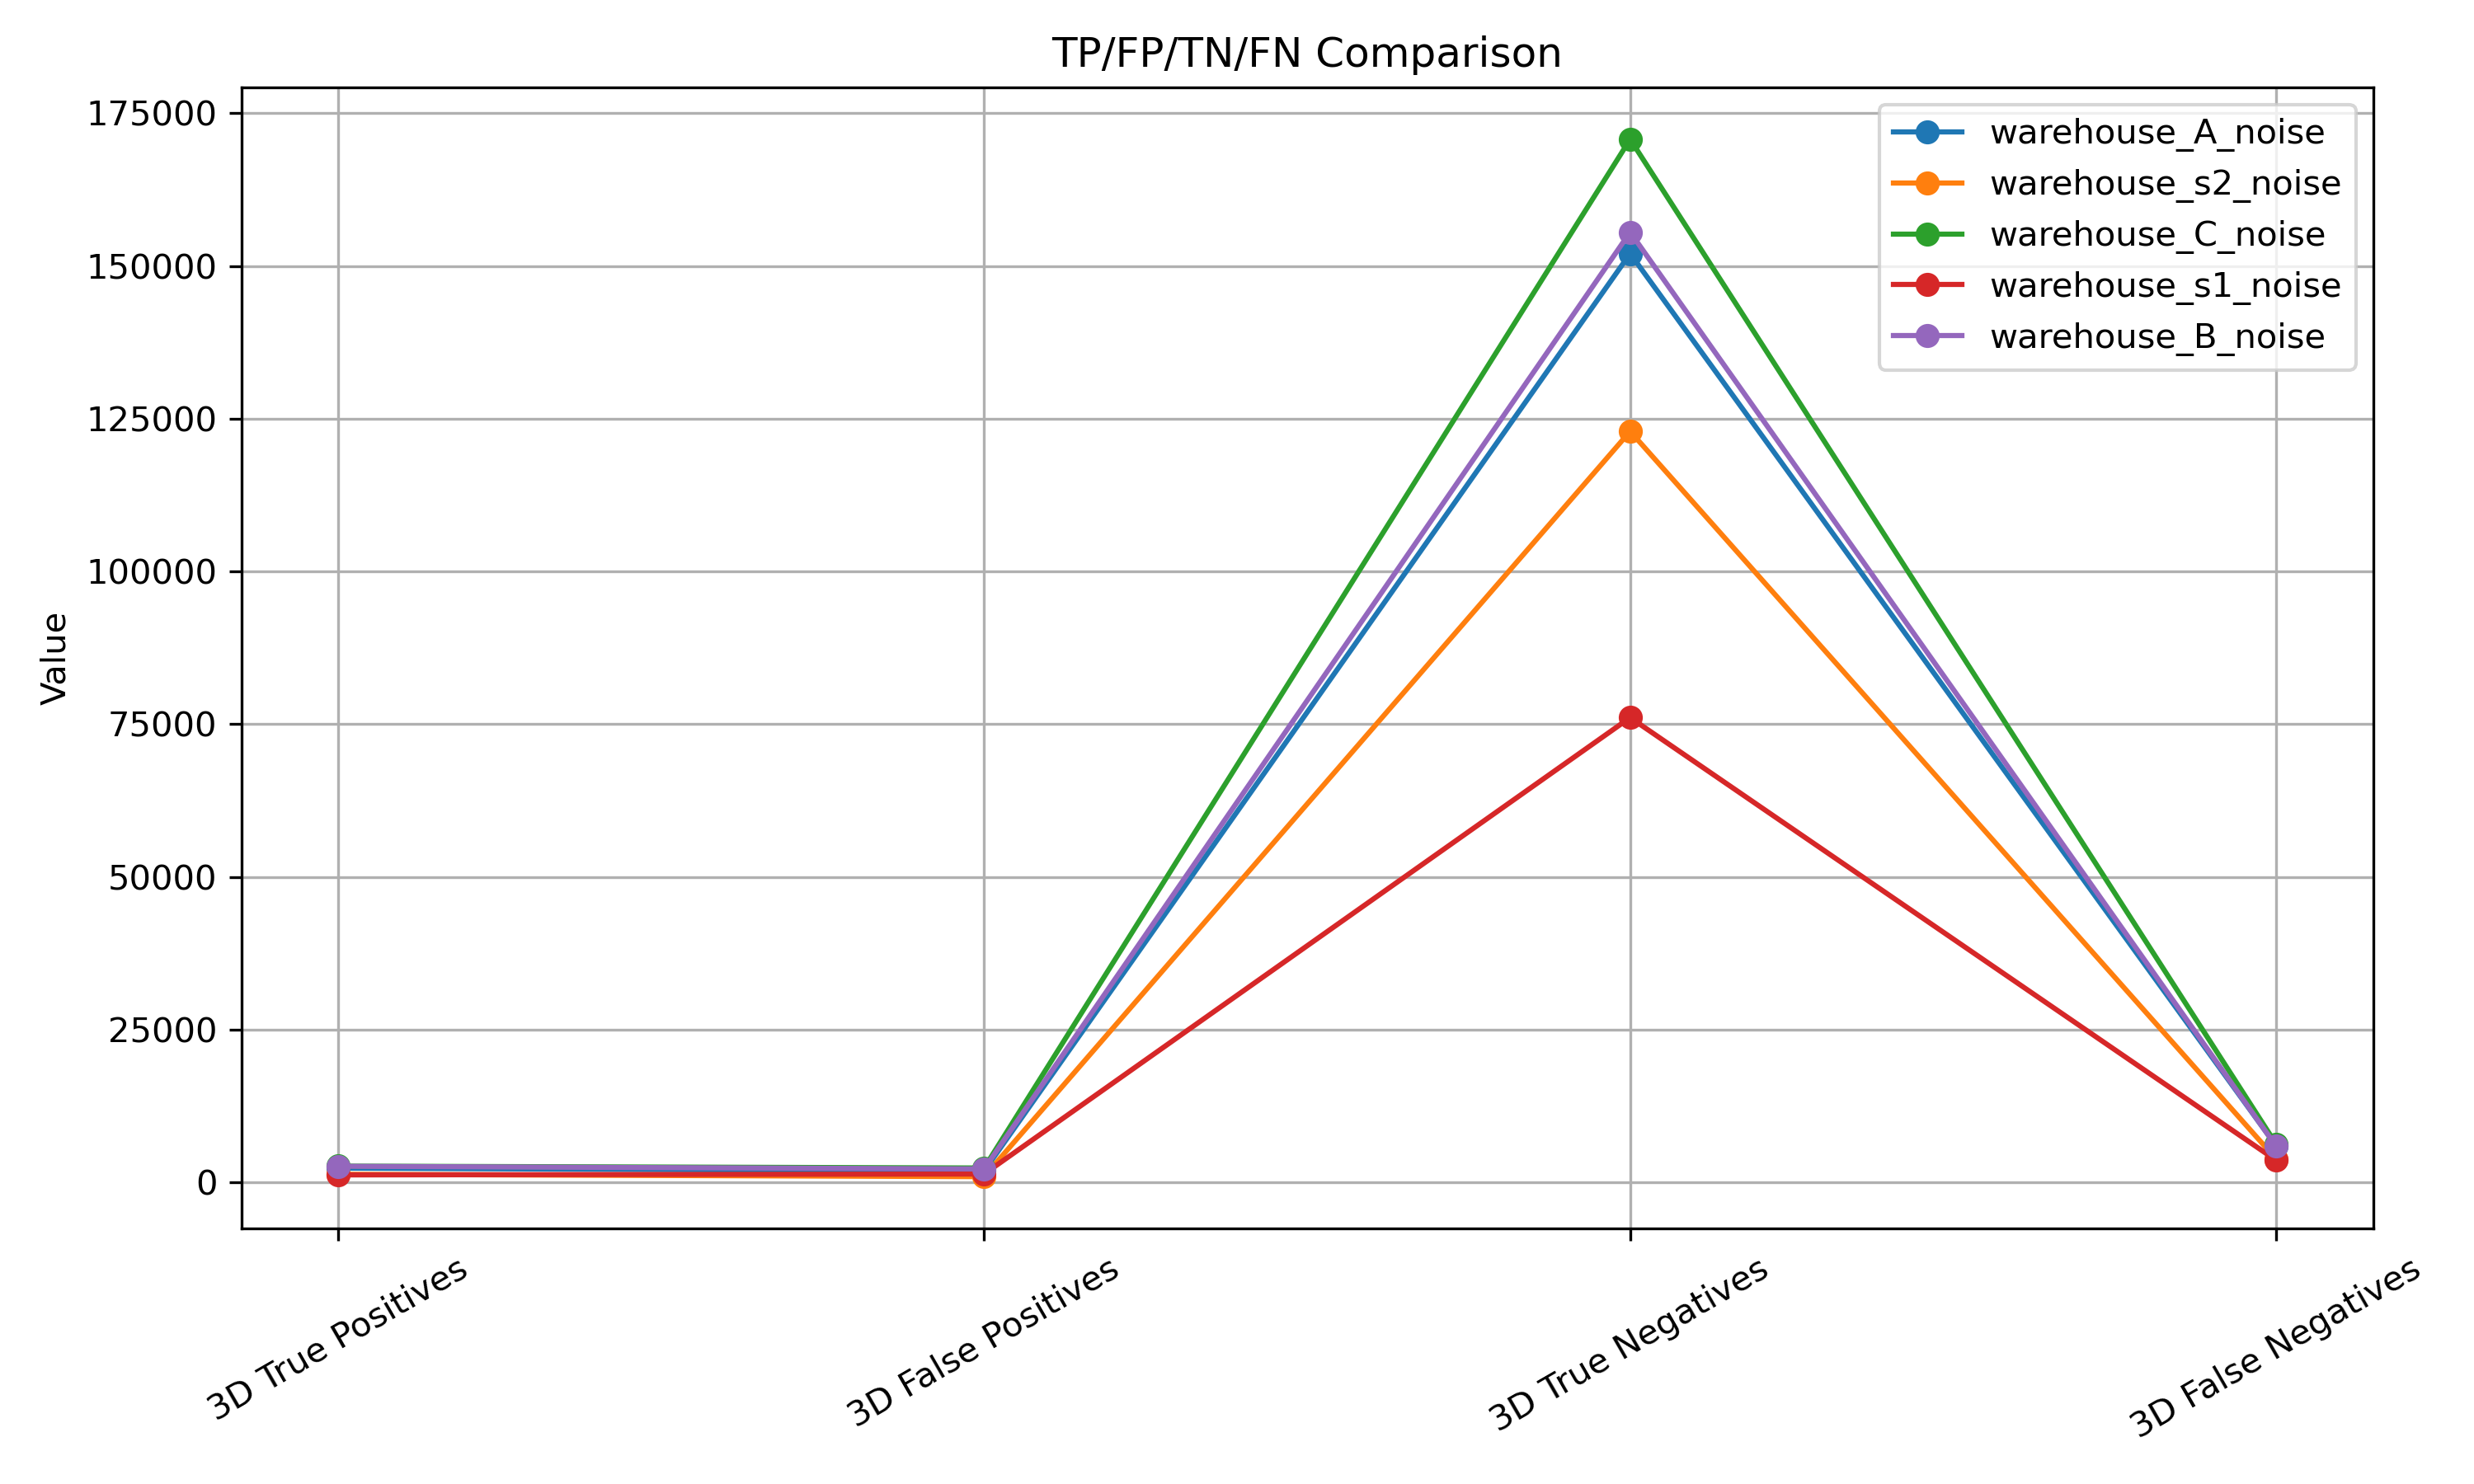 TP/FP/TN/FN Comparison
175000
150000
125000
100000
75000
50000
25000
0
Value
warehouse_A_noise
warehouse_s2_noise
warehouse_C_noise
warehouse_s1_noise
warehouse_B_noise
3D True Positives
3D False Positives
3D True Negatives
3D False Negatives